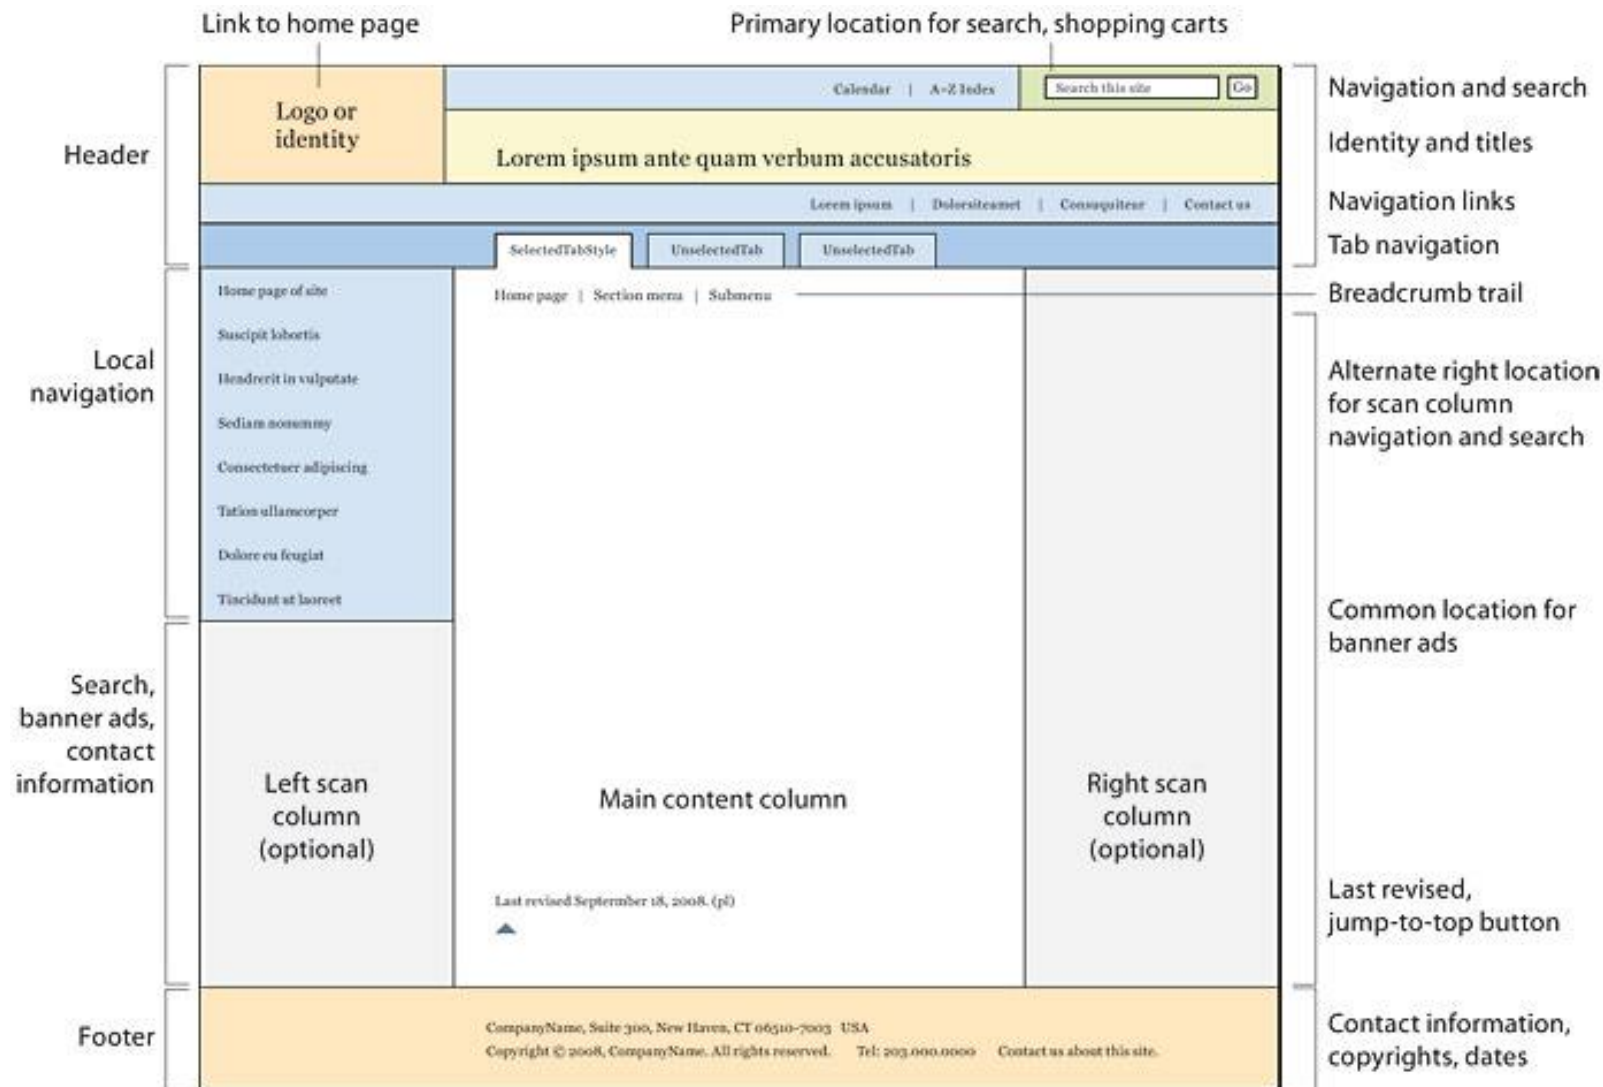 Link to home page
Primary location for search, shopping carts
Header
Logo or
identity
Calendar | A-Z Index
Search this site
Go
Navigation and search
Lorem ipsum ante quam verbum accusatoris
Identity and titles
Lorem ipsum | Dolorsiteamet | Consuquiteur | Contact us
Navigation links
SelectedTabStyle
UnselectedTab
UnselectedTab
Tab navigation
Local
navigation
Home page of site
Suscipit lobortis
Hendrerit in vulputate
Sediam nonummy
Consectetuer adipiscing
Tation ullamcorper
Dolore eu feugiat
Tincidunt ut laoreet
Home page | Section menu | Submenu
Breadcrumb trail
Alternate right location
for scan column
navigation and search
Common location for
banner ads
Search,
banner ads,
contact
information
Left scan
column
(optional)
Main content column
Right scan
column
(optional)
Last revised Septermber 18, 2008. (pl)
Last revised,
jump-to-top button
Footer
CompanyName, Suite 300, New Haven, CT 06510-7003 USA
Copyright © 2008, CompanyName. All rights reserved. Tel: 203.000.0000 Contact us about this site.
Contact information,
copyrights, dates